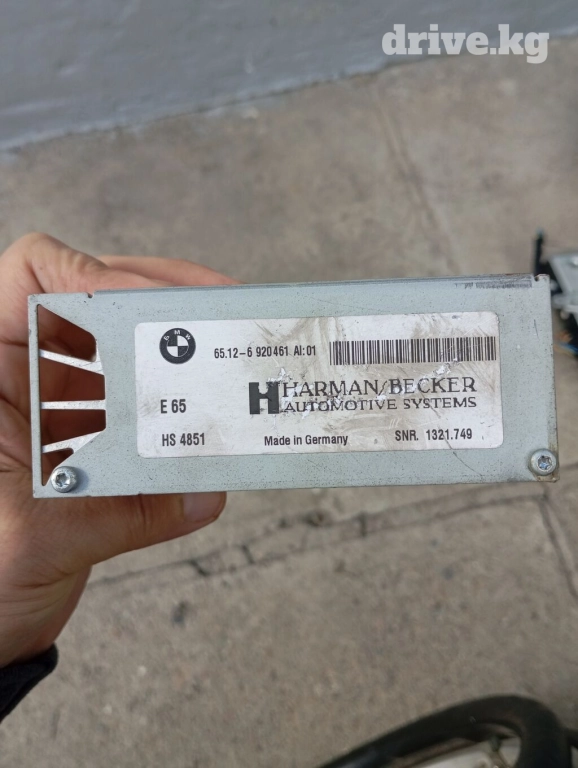 drive.kg
BMW
65.12-6 920461 AI:01
E 65
HARMAN/BECKER
AUTOMOTIVE SYSTEMS
HS 4851
Made in Germany
SNR. 1321.749